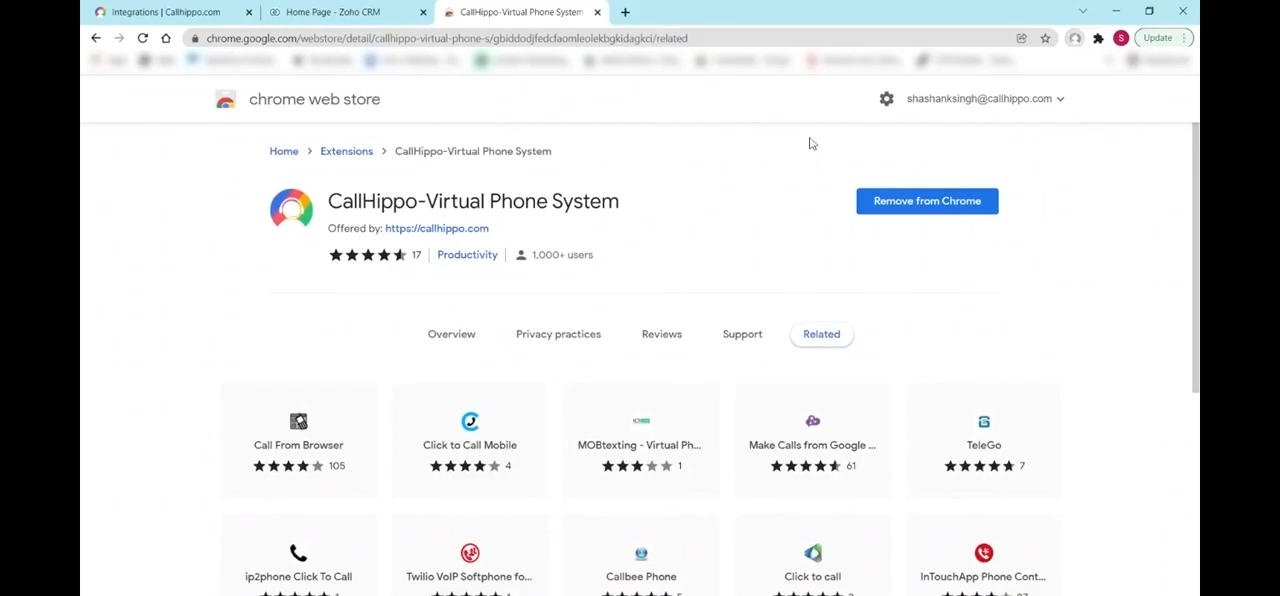 Integrations | Callhippo.com
Home Page - Zoho CRM
CallHippo-Virtual Phone System
chrome.google.com/webstore/detail/callhippo-virtual-phone-s/gbiddodjfedcfaomleolekbgkidagkci/related
S
Update
chrome web store
shashanksingh@callhippo.com
Home > Extensions > CallHippo-Virtual Phone System
CallHippo-Virtual Phone System
Remove from Chrome
Offered by: https://callhippo.com
17 | Productivity | 1,000+ users
Overview Privacy practices Reviews Support Related
Call From Browser Click to Call Mobile MOBtexting - Virtual Ph... Make Calls from Google ... TeleGo
105 4 1 61 7
ip2phone Click To Call Twilio VoIP Softphone fo... Callbee Phone Click to call InTouchApp Phone Cont...